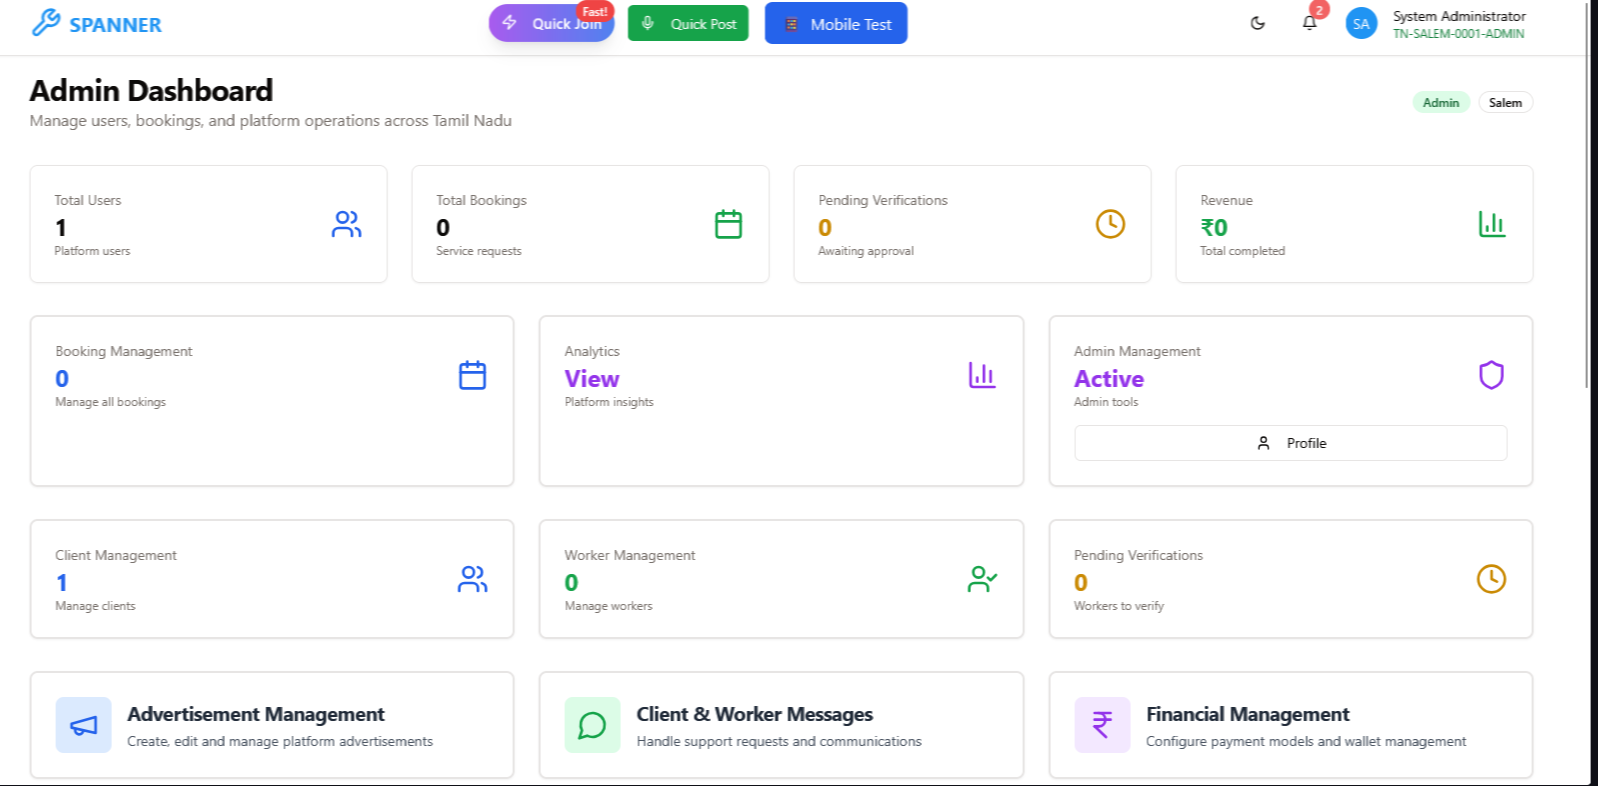 SPANNER
Quick Join
Fast!
Quick Post
Mobile Test
2
SA
System Administrator
TN-SALEM-0001-ADMIN
Admin Dashboard
Manage users, bookings, and platform operations across Tamil Nadu
Admin
Salem
Total Users
1
Platform users
Total Bookings
0
Service requests
Pending Verifications
0
Awaiting approval
Revenue
₹0
Total completed
Booking Management
0
Manage all bookings
Analytics
View
Platform insights
Admin Management
Active
Admin tools
Profile
Client Management
1
Manage clients
Worker Management
0
Manage workers
Pending Verifications
0
Workers to verify
Advertisement Management
Create, edit and manage platform advertisements
Client & Worker Messages
Handle support requests and communications
₹
Financial Management
Configure payment models and wallet management